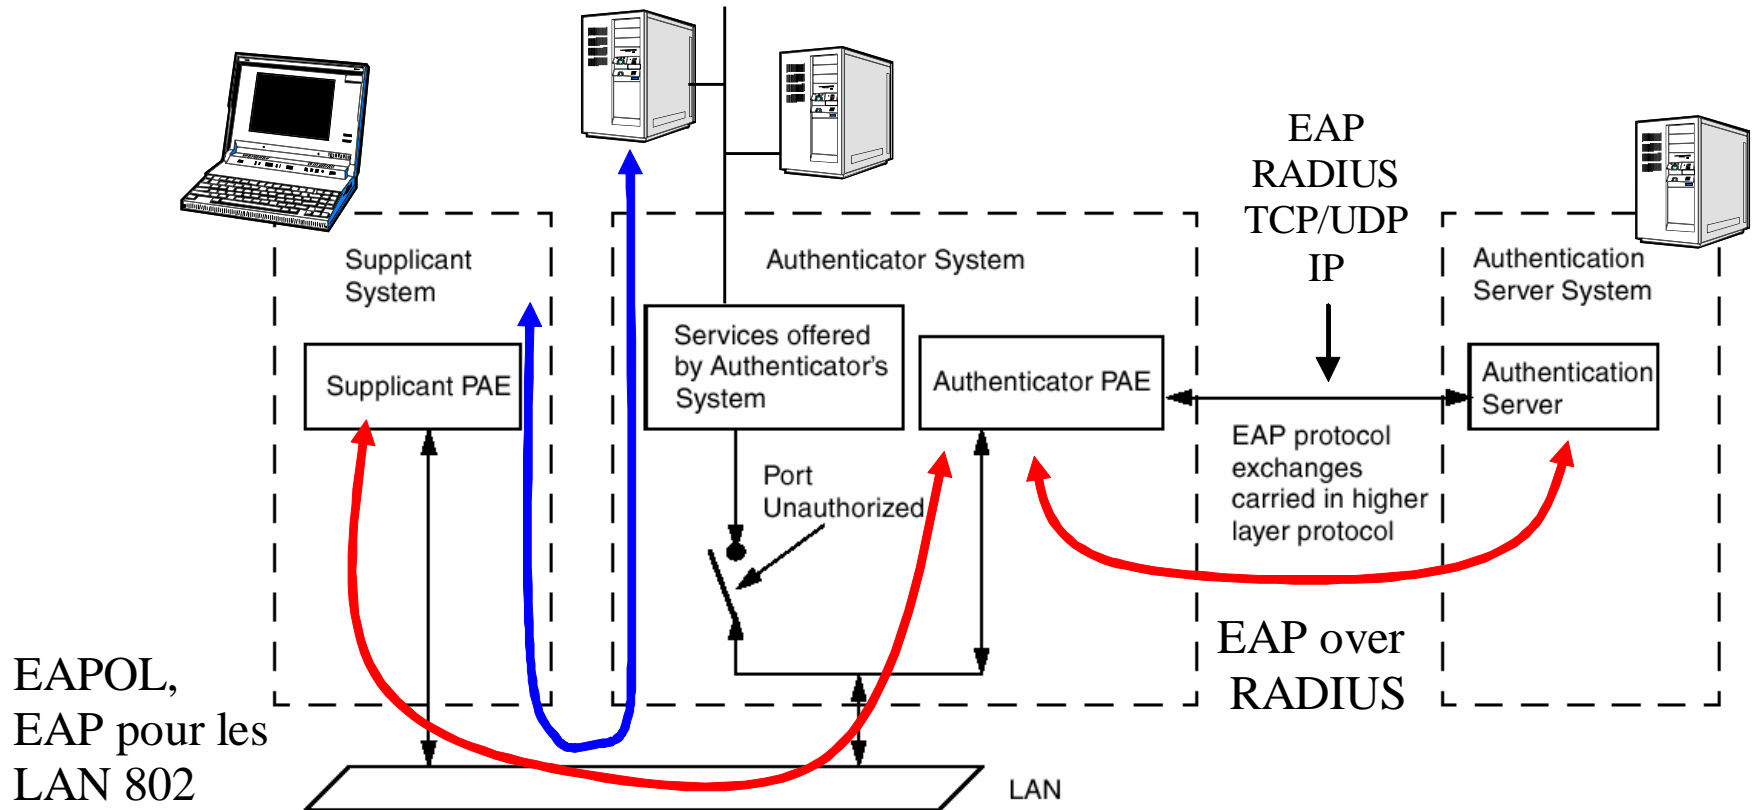 EAP
RADIUS
TCP/UDP
IP
Supplicant
System
Authenticator System
Authentication
Server System
Supplicant PAE
Services offered
by Authenticator's
System
Authenticator PAE
Authentication
Server
Port
Unauthorized
EAP protocol
exchanges
carried in higher
layer protocol
EAP over
RADIUS
EAPOL,
EAP pour les
LAN 802
LAN